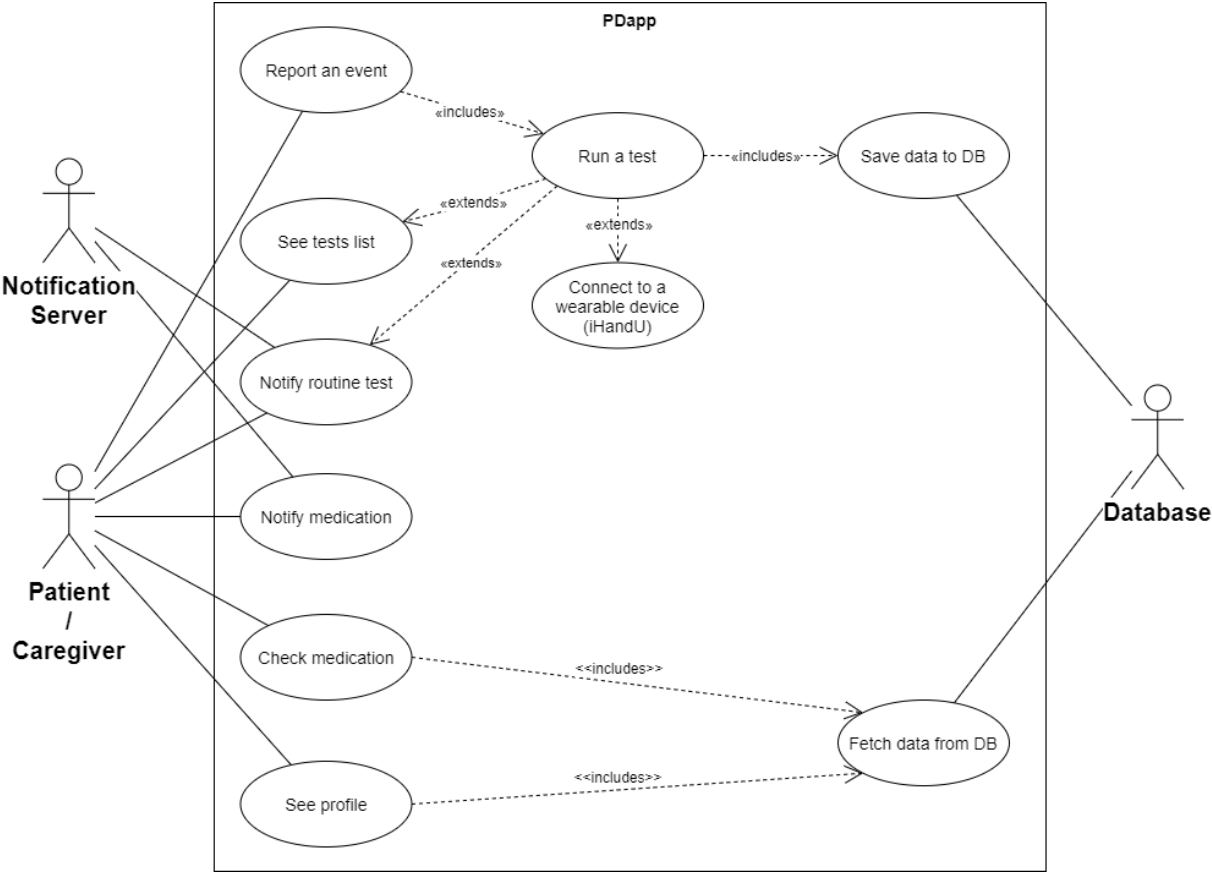 PDapp
Report an event
«includes»
Run a test
«includes»
Save data to DB
«extends»
«extends»
«extends»
See tests list
Notification
Server
Connect to a
wearable device
(iHandU)
Notify routine test
Notify medication
Database
Patient
/
Caregiver
Check medication
<<includes>>
Fetch data from DB
<<includes>>
See profile